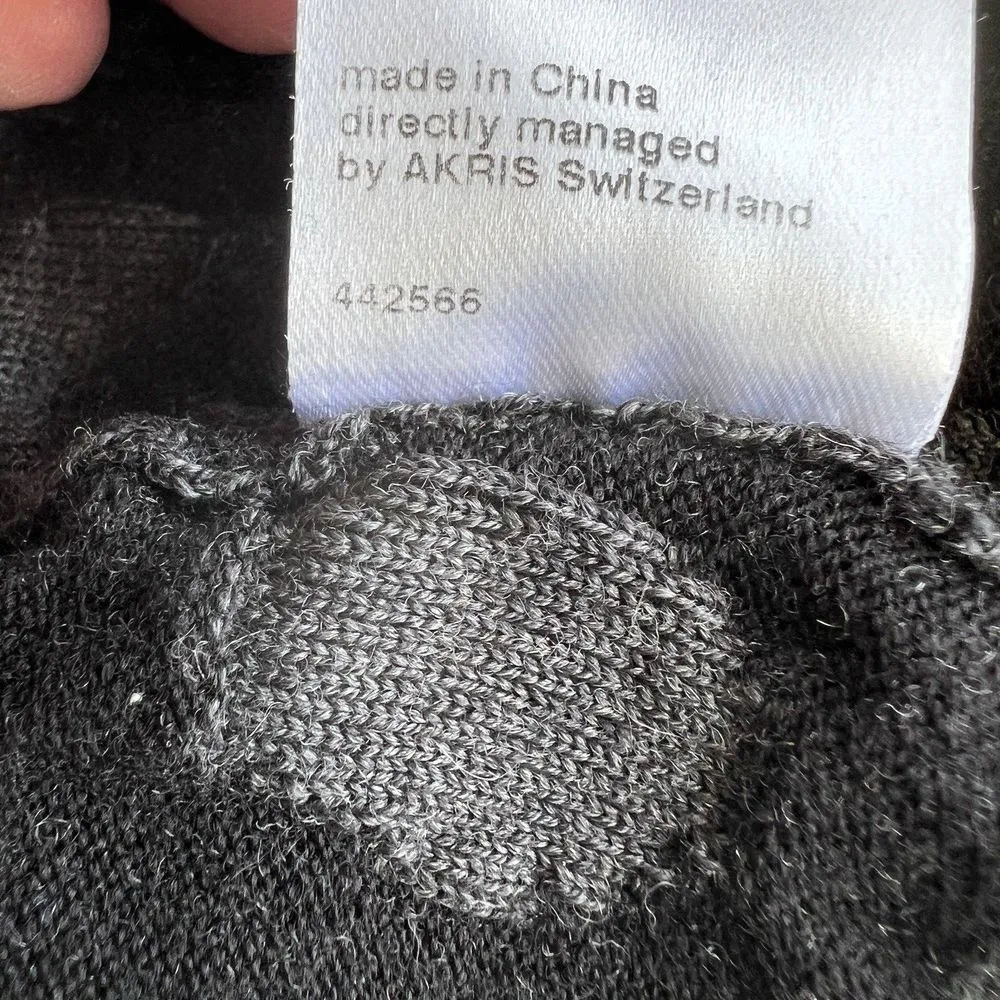 made in China
directly managed
by AKRIS Switzerland
442566